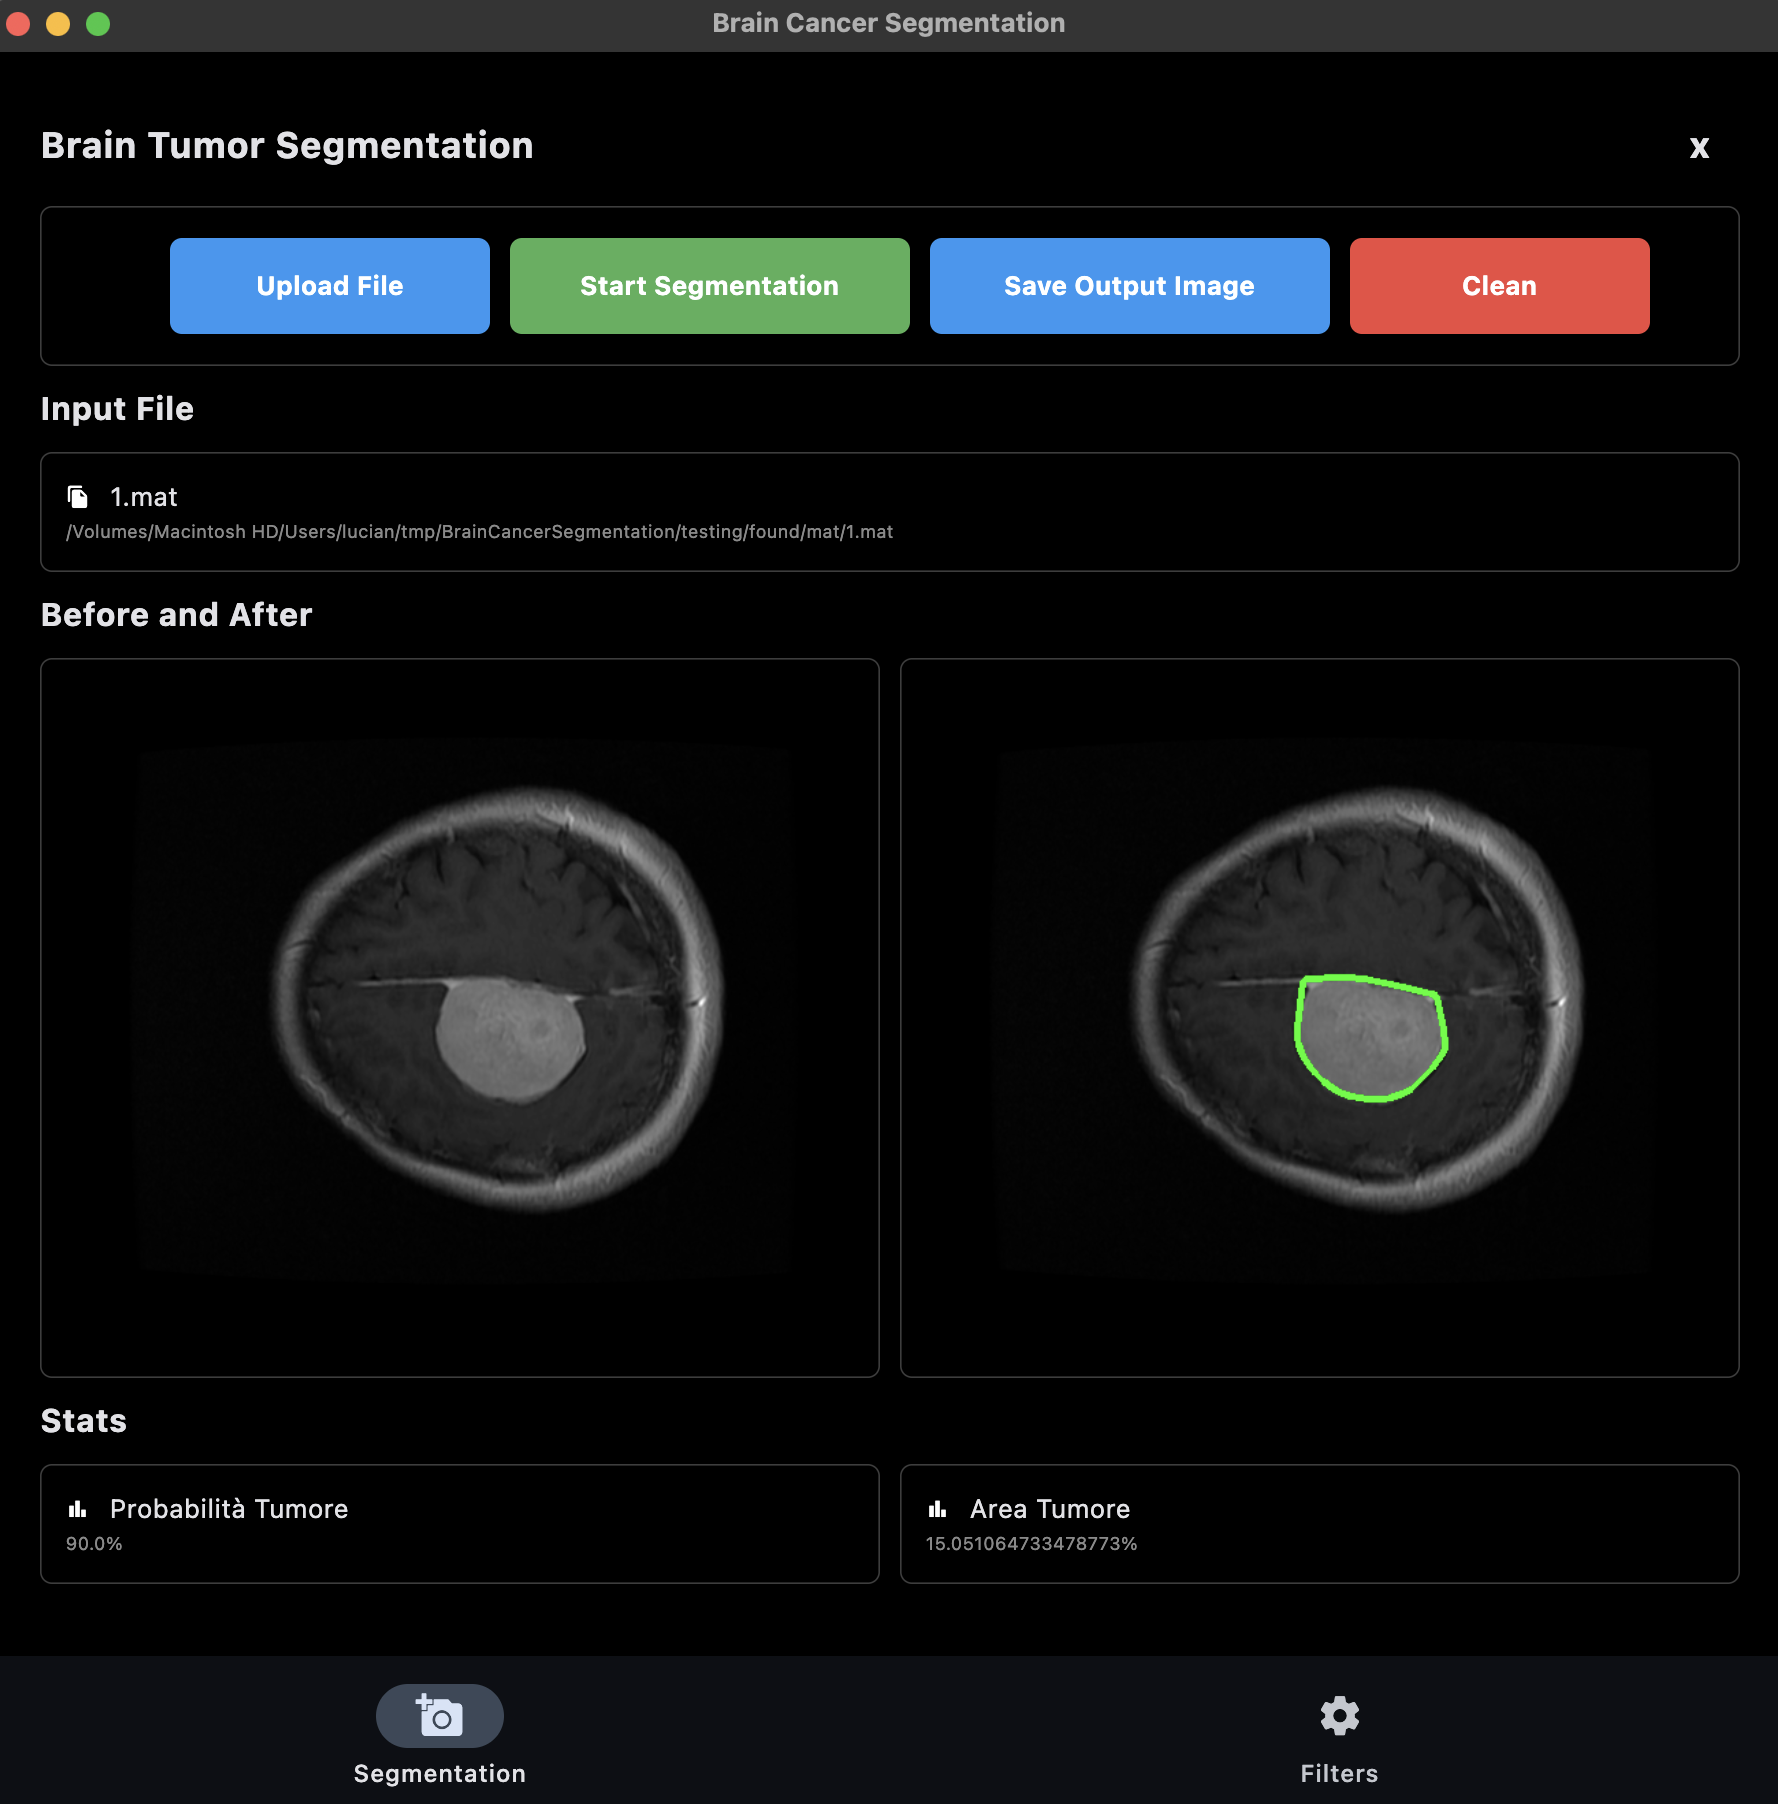 Brain Cancer Segmentation
Brain Tumor Segmentation
x
Upload File
Start Segmentation
Save Output Image
Clean
Input File
1.mat
/Volumes/Macintosh HD/Users/lucian/tmp/BrainCancerSegmentation/testing/found/mat/1.mat
Before and After
Stats
Probabilità Tumore
90.0%
Area Tumore
15.051064733478773%
Segmentation
Filters